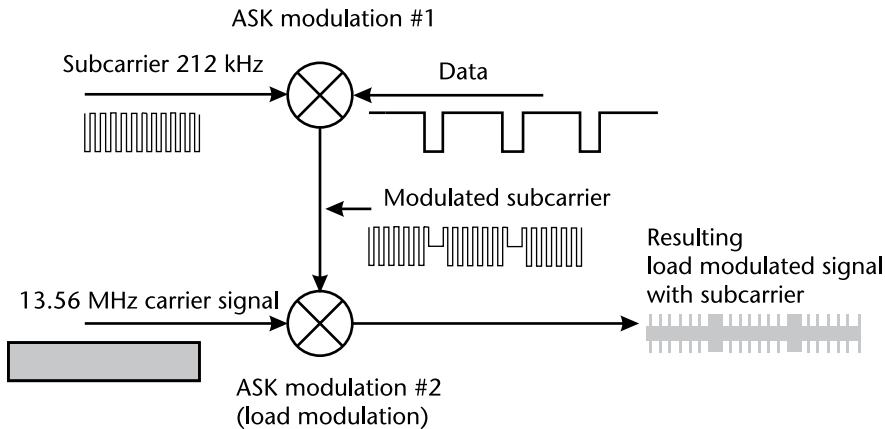 ASK modulation #1
Subcarrier 212 kHz
Data
Modulated subcarrier
Resulting
load modulated signal
with subcarrier
13.56 MHz carrier signal
ASK modulation #2
(load modulation)